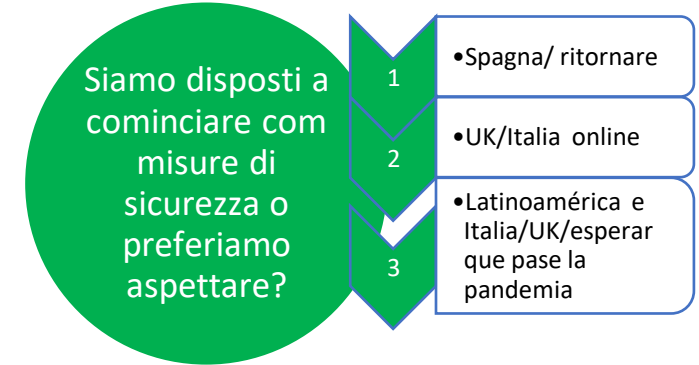 Siamo disposti a
cominciare com
misure di
sicurezza o
preferiamo
aspettare?
1
•Spagna/ ritornare
2
•UK/Italia online
3
•Latinoamérica e
Italia/UK/esperar
que pase la
pandemia